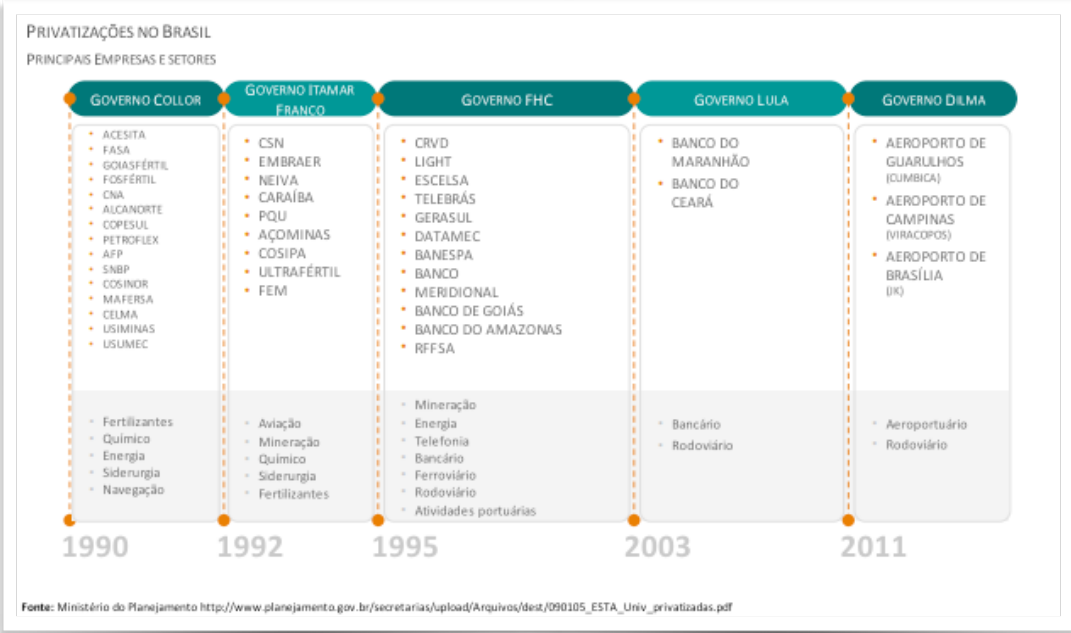 PRIVATIZAÇÕES NO BRASIL
PRINCIPAIS EMPRESAS E SETORES
GOVERNO COLLOR
GOVERNO ITAMAR
FRANCO
GOVERNO FHC
GOVERNO LULA
GOVERNO DILMA
ACESITA
FASA
GOIASFÉRTIL
FOSFÉRTIL
CNA
ALCANORTE
COPESUL
PETROFLEX
AFP
SNBP
COSINOR
MAFERSA
CELMA
USIMINAS
USUMEC
Fertilizantes
Químico
Energia
Siderurgia
Navegação
CSN
EMBRAER
NEIVA
CARAÍBA
PQU
AÇOMINAS
COSIPA
ULTRAFÉRTIL
FEM
Aviação
Mineração
Químico
Siderurgia
Fertilizantes
CRVD
LIGHT
ESCELSA
TELEBRÁS
GERASUL
DATAMEC
BANESPA
BANCO
MERIDIONAL
BANCO DE GOIÁS
BANCO DO AMAZONAS
RFFSA
Mineração
Energia
Telefonia
Bancário
Ferroviário
Rodoviário
Atividades portuárias
BANCO DO
MARANHÃO
BANCO DO
CEARÁ
Bancário
Rodoviário
AEROPORTO DE
GUARULHOS
(CUMBICA)
AEROPORTO DE
CAMPINAS
(VIRACOPOS)
AEROPORTO DE
BRASÍLIA
(JK)
Aeroportuário
Rodoviário
1990
1992
1995
2003
2011
Fonte: Ministério do Planejamento http://www.planejamento.gov.br/secretarias/upload/Arquivos/dest/090105_ESTA_Univ_privatizadas.pdf